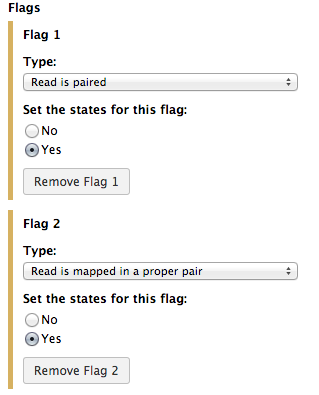 Flags
Flag 1
Type:
Read is paired
Set the states for this flag:
No
Yes
Remove Flag 1
Flag 2
Type:
Read is mapped in a proper pair
Set the states for this flag:
No
Yes
Remove Flag 2